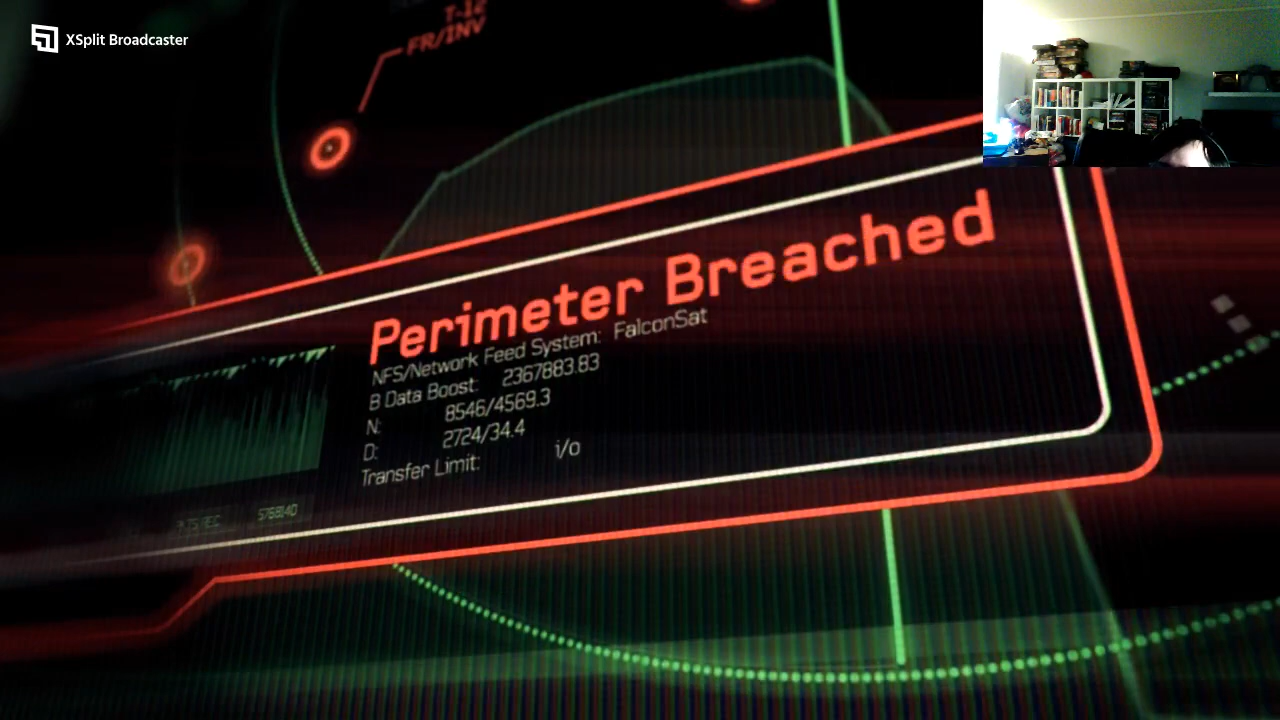 XSplit Broadcaster
T-12
FR/INV
Perimeter Breached
NFS/Network Feed System: FalconSat
B Data Boost: 2367883.83
N: 8546/4569.3
D: 2724/34.4
Transfer Limit: i/o
5768140